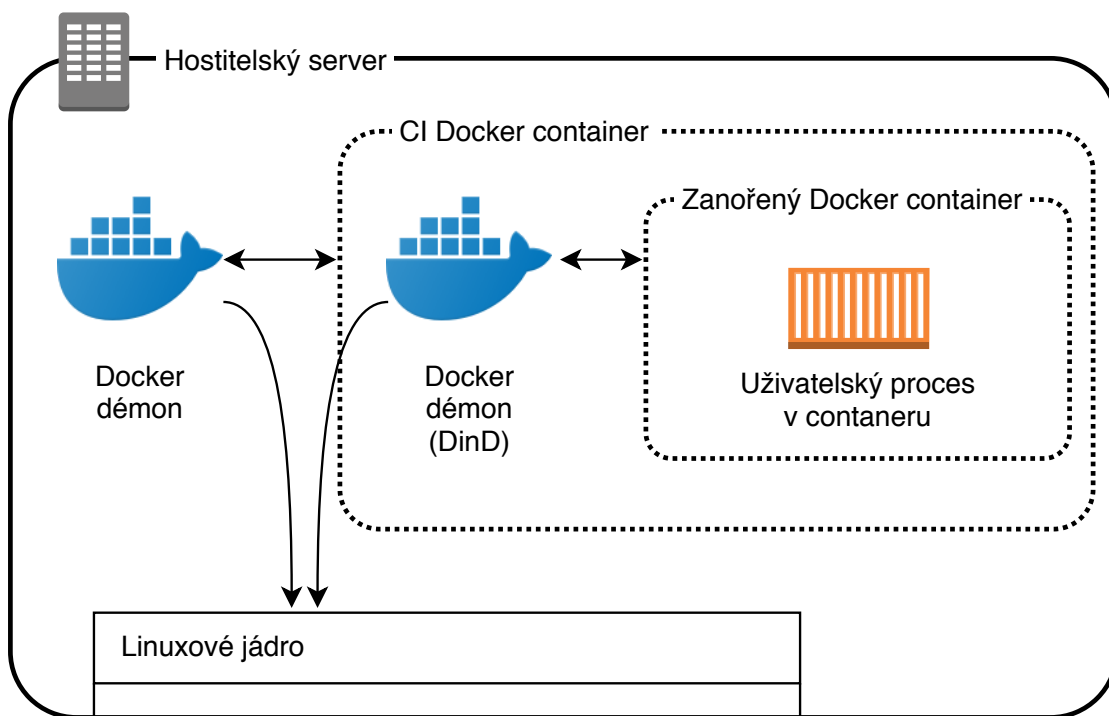 Hostitelský server
CI Docker container
Zanořený Docker container
Docker
démon
Docker
démon
(DinD)
Uživatelský proces
v contaneru
Linuxové jádro